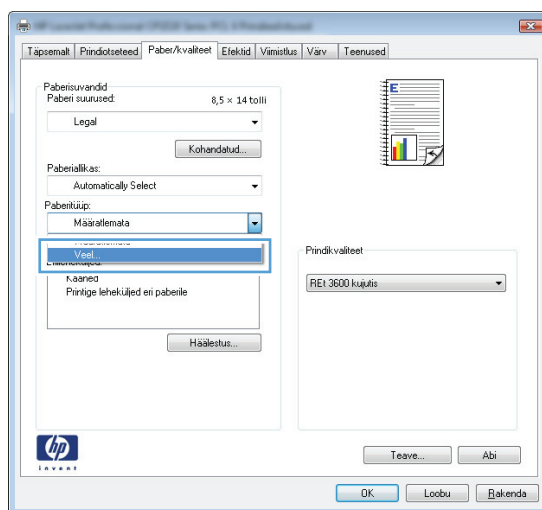 Täpsemalt Prindiotseteed Paber/kvaliteet Efektid Viimistlus Värv Teenused
Paberisuvandid
Paberi suurused: 8,5 × 14 tolli
Legal
Kohandatud...
Paberiallikas:
Automatically Select
Paberitüüp:
Määratlemata
Veel...
Kaaned
Printige leheküljed eri paberile
Häälestus...
Prindikvaliteet
REt 3600 kujutis
E
hp
invent
Teave... Abi
OK Loobu Rakenda